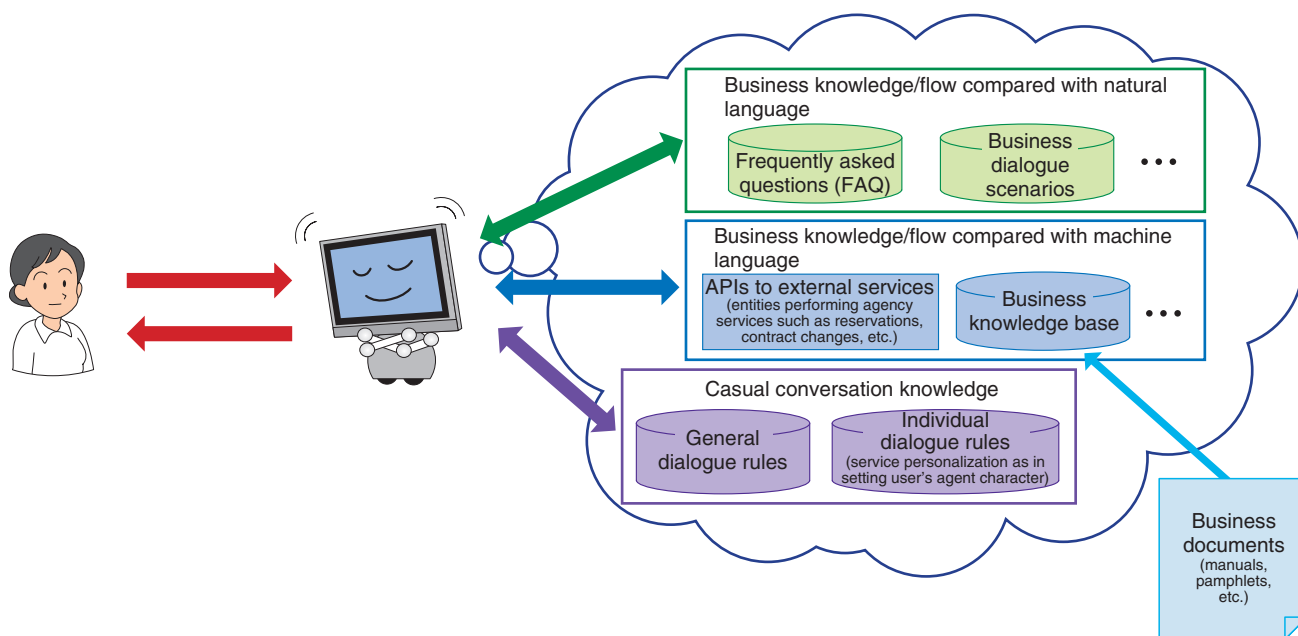 Business knowledge/flow compared with natural
language
Frequently asked
questions (FAQ)
Business
dialogue
scenarios
•••
Business knowledge/flow compared with machine
language
APIs to external services
(entities performing agency
services such as reservations,
contract changes, etc.)
Business
knowledge base
•••
Casual conversation knowledge
General
dialogue rules
Individual
dialogue rules
(service personalization as in
setting user's agent character)
Business
documents
(manuals,
pamphlets,
etc.)